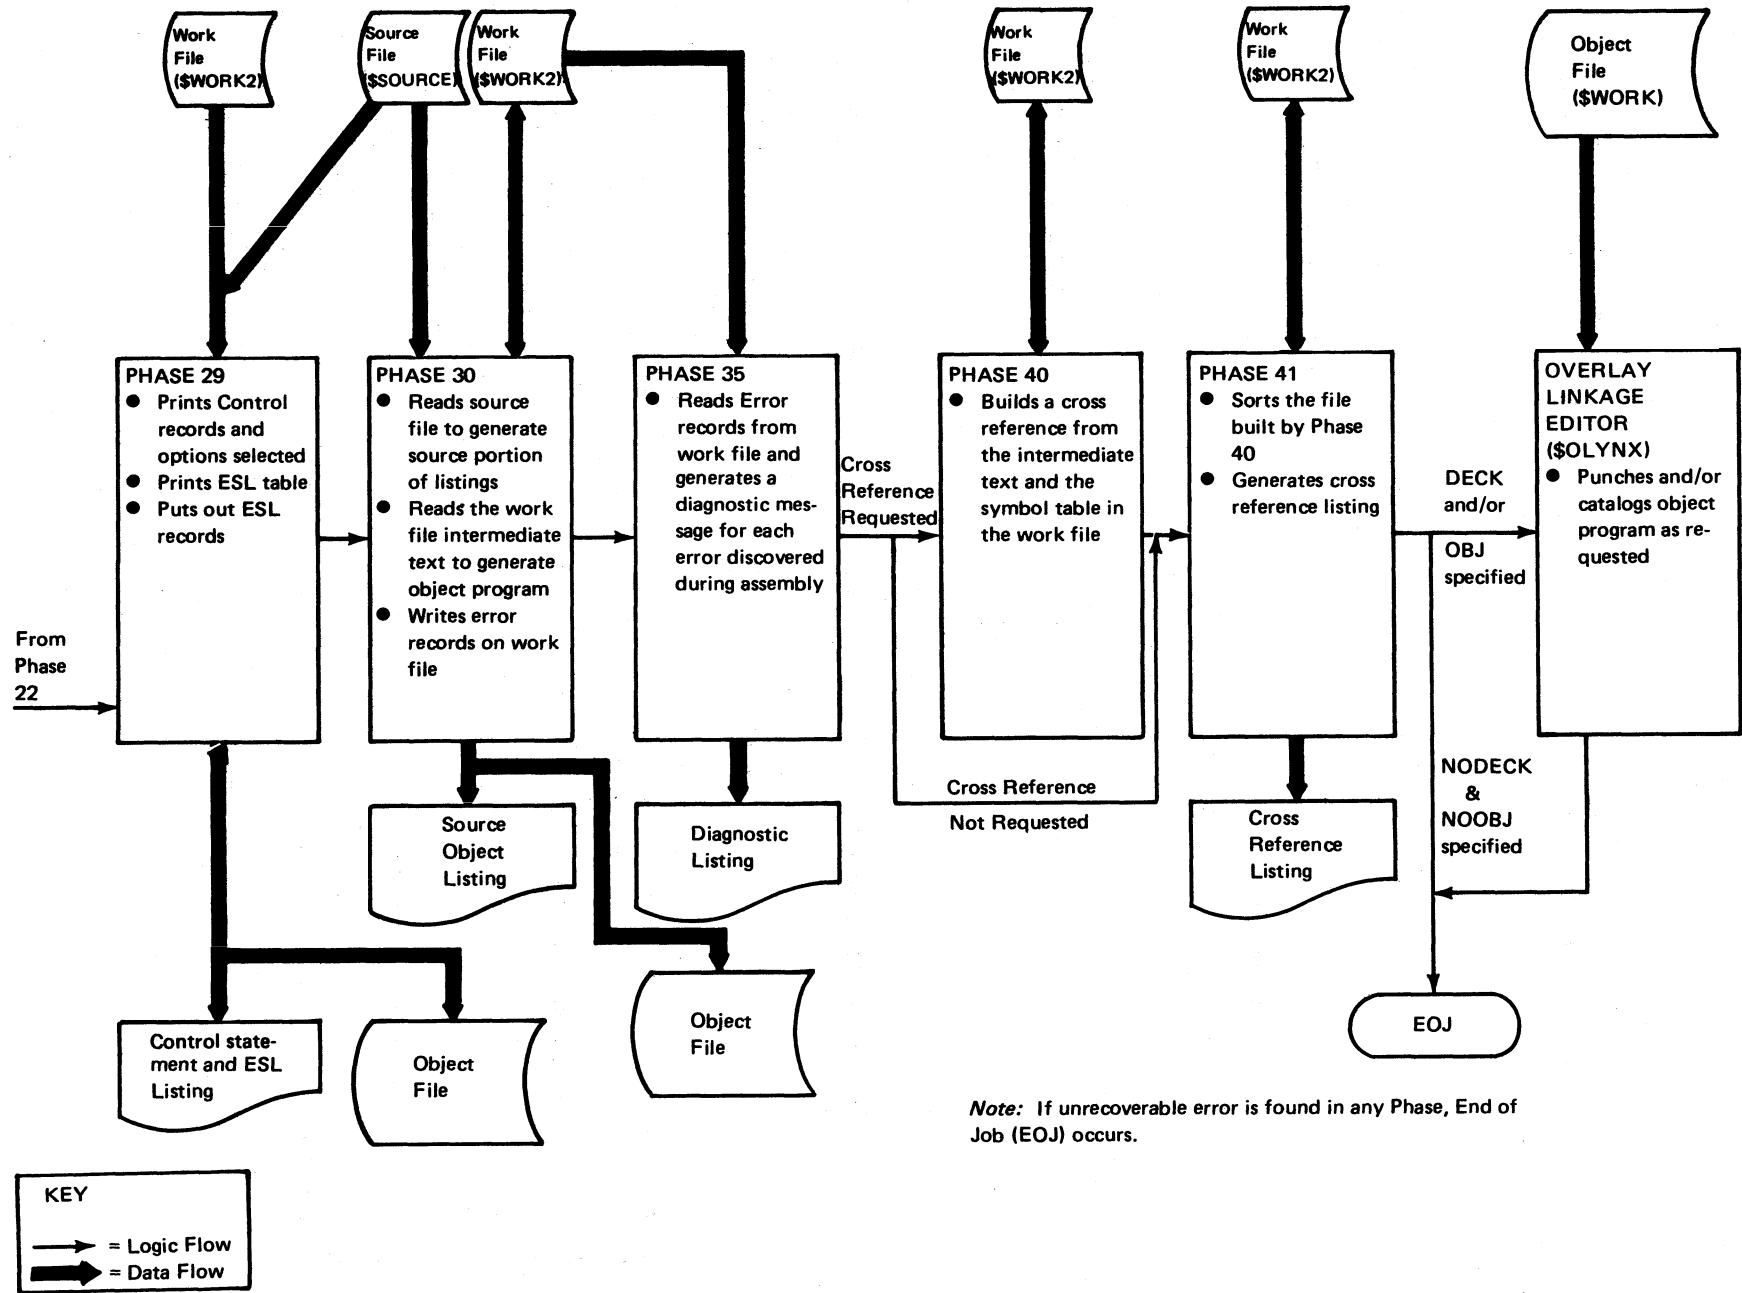 Work
File
($WORK2)
Source
File
($SOURCE)
Work
File
($WORK2)
Work
File
($WORK2)
Work
File
($WORK2)
Object
File
($WORK)
PHASE 29
● Prints Control
records and
options selected
● Prints ESL table
● Puts out ESL
records
PHASE 30
● Reads source
file to generate
source portion
of listings
● Reads the work
file intermediate
text to generate
object program
● Writes error
records on work
file
PHASE 35
● Reads Error
records from
work file and
generates a
diagnostic mes-
sage for each
error discovered
during assembly
Cross
Reference
Requested
PHASE 40
● Builds a cross
reference from
the intermediate
text and the
symbol table in
the work file
PHASE 41
● Sorts the file
built by Phase
40
● Generates cross
reference listing
DECK
and/or
OBJ
specified
OVERLAY
LINKAGE
EDITOR
($OLYNX)
● Punches and/or
catalogs object
program as re-
quested
From
Phase
22
Cross Reference
Not Requested
NODECK
&
NOOBJ
specified
Source
Object
Listing
Diagnostic
Listing
Cross
Reference
Listing
Control state-
ment and ESL
Listing
Object
File
Object
File
EOJ
Note: If unrecoverable error is found in any Phase, End of
Job (EOJ) occurs.
KEY
= Logic Flow
= Data Flow